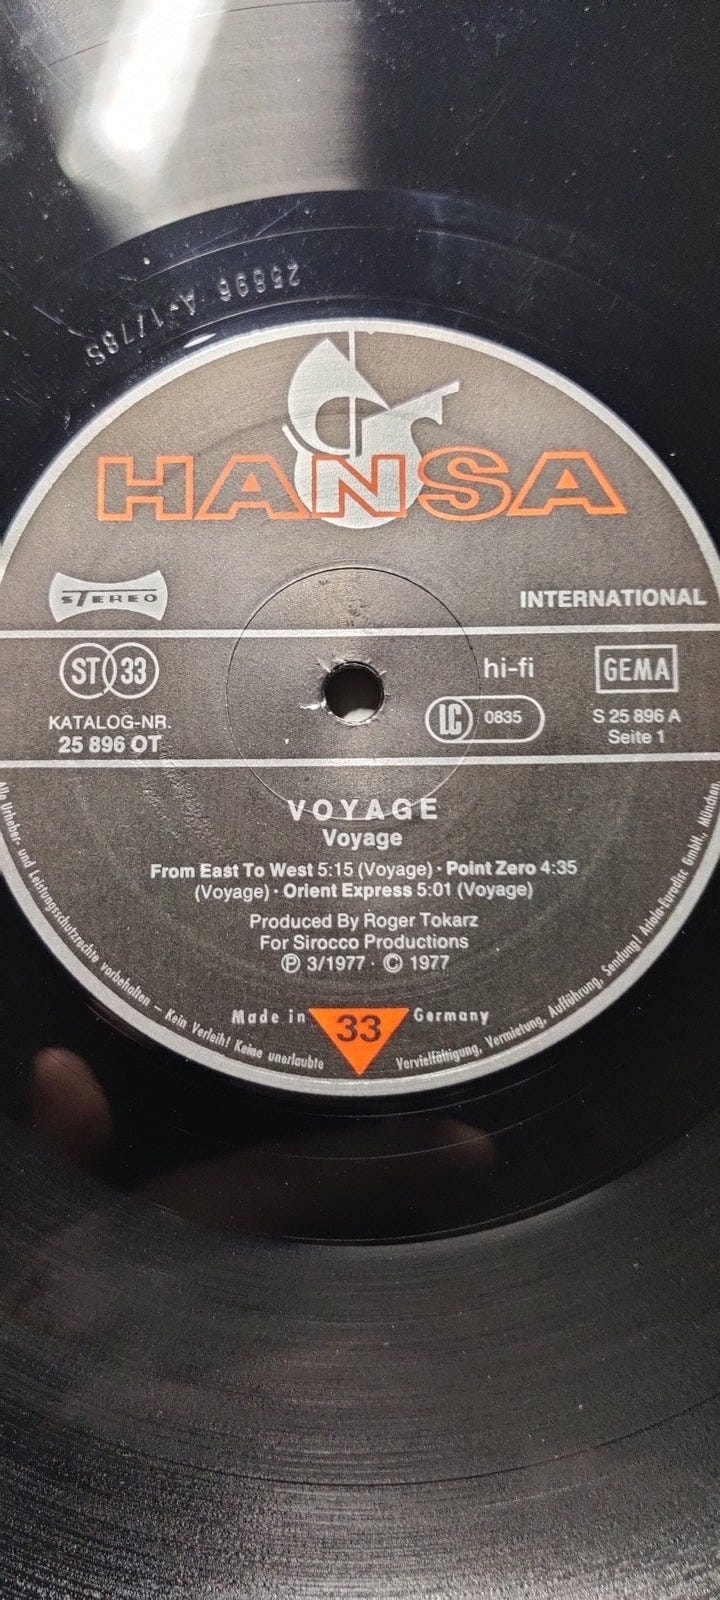 25896 A-1/78S
HANSA
STEREO
INTERNATIONAL
ST 33
hi-fi
GEMA
LC 0835
KATALOG-NR.
25 896 OT
S 25 896 A
Seite 1
VOYAGE
Voyage
From East To West 5:15 (Voyage) · Point Zero 4:35
(Voyage) · Orient Express 5:01 (Voyage)
Produced By Roger Tokarz
For Sirocco Productions
Ⓟ 3/1977 · © 1977
Made in 33 Germany
Alle Urheber- und Leistungsschutzrechte vorbehalten – Kein Verleih! Keine unerlaubte Vervielfältigung, Vermietung, Aufführung, Sendung! Ariola-Eurodisc GmbH., München